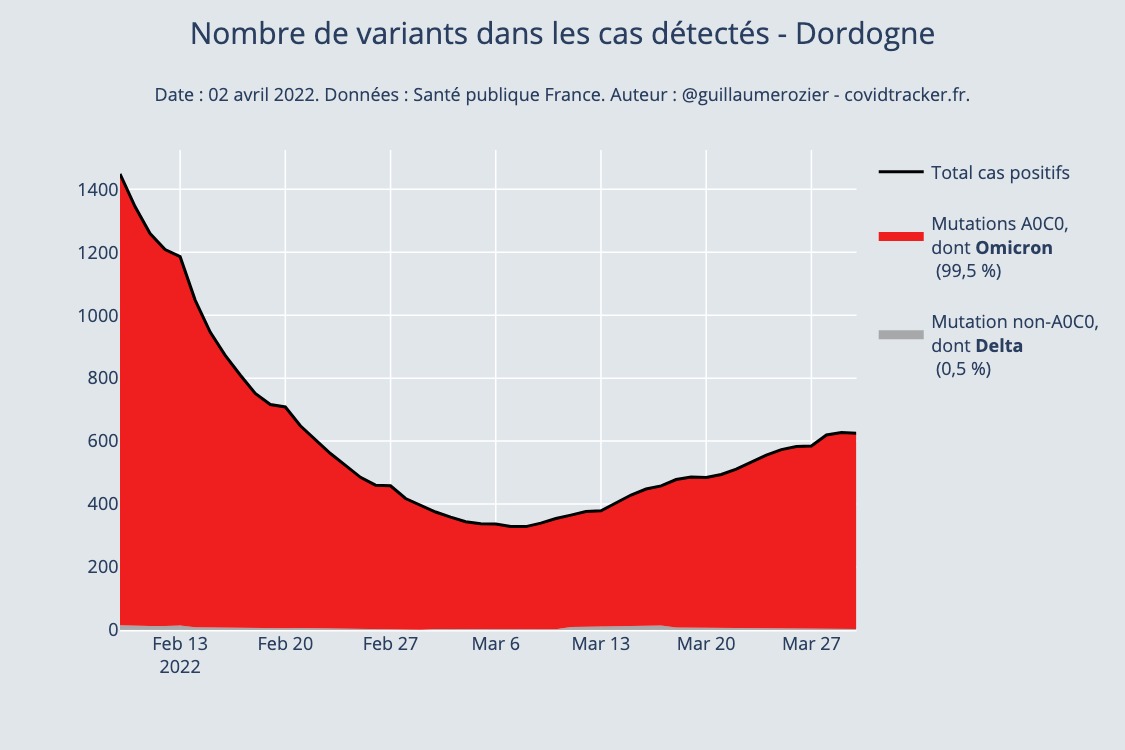 Nombre de variants dans les cas détectés - Dordogne
Date : 02 avril 2022. Données : Santé publique France. Auteur : @guillaumerozier - covidtracker.fr.
1400
1200
1000
800
600
400
200
0
Feb 13
2022
Feb 20
Feb 27
Mar 6
Mar 13
Mar 20
Mar 27
Total cas positifs
Mutations A0C0,
dont Omicron
(99,5 %)
Mutation non-A0C0,
dont Delta
(0,5 %)